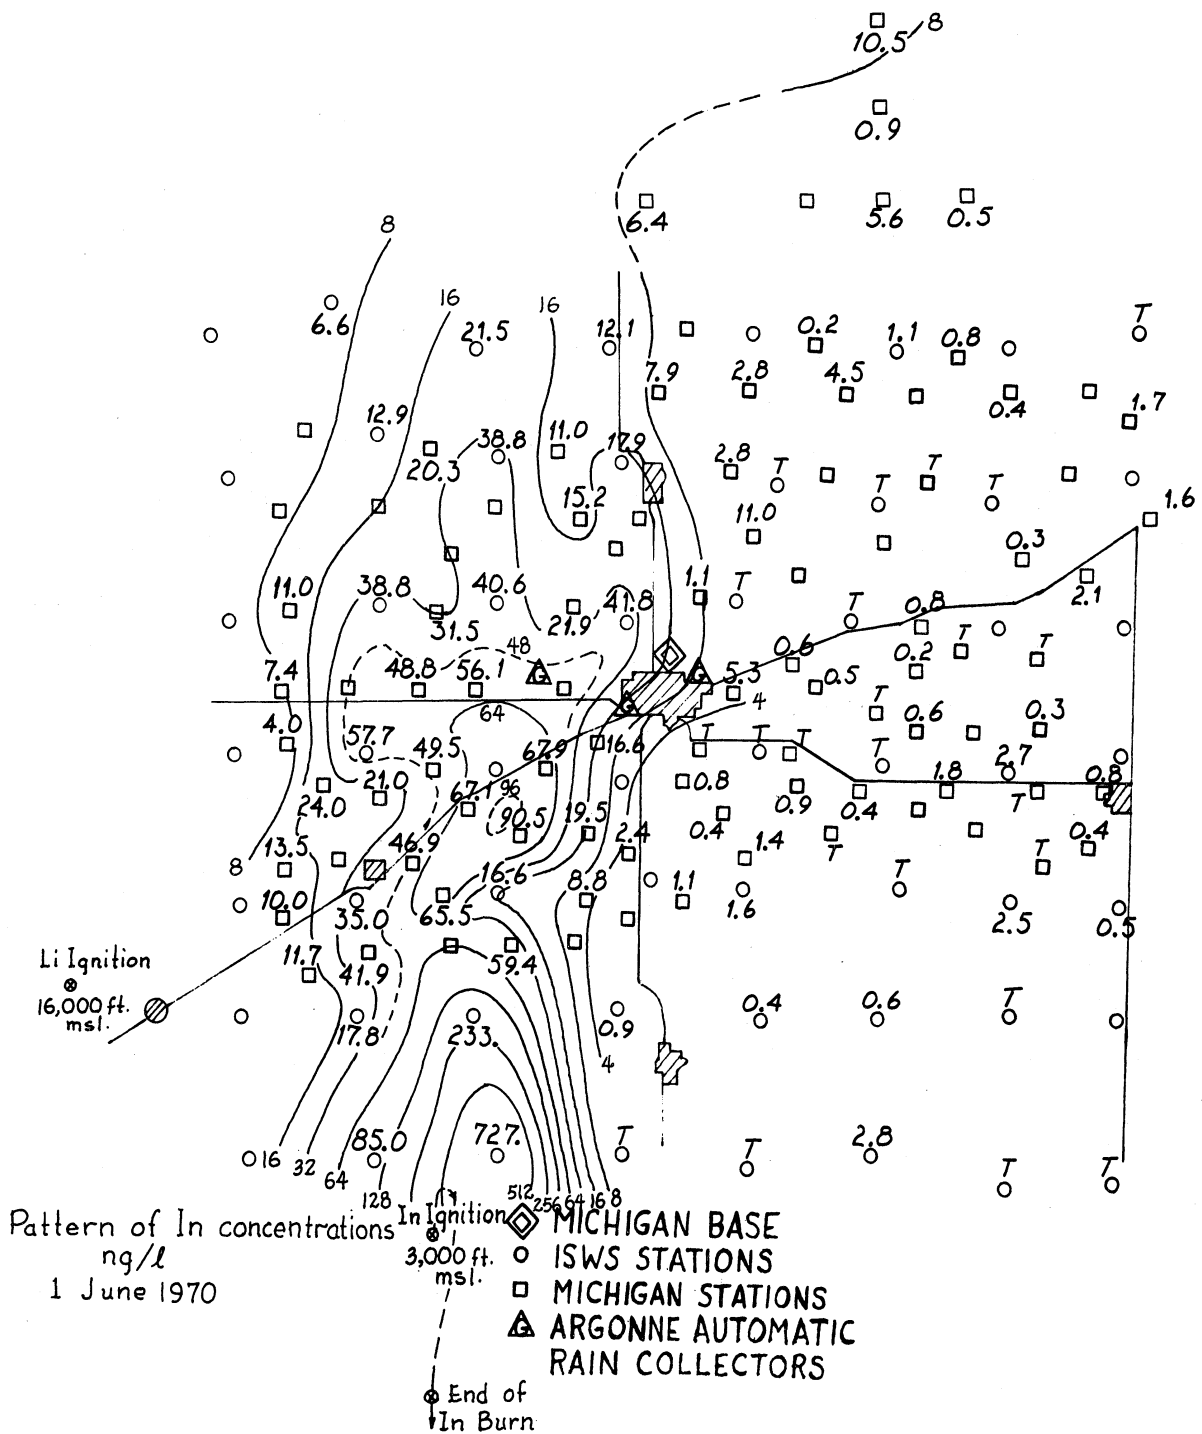 8
10.5
0.9
6.4
5.6
0.5
8
16
16
6.6
21.5
12.1
0.2
1.1
0.8
T
7.9
2.8
4.5
0.4
1.7
12.9
38.8
11.0
17.9
20.3
2.8
T
T
T
T
15.2
11.0
1.6
0.3
11.0
38.8
40.6
41.8
1.1
T
2.1
31.5
21.9
T
0.8
48
7.4
48.8
56.1
G
G
5.3
0.6
0.2
T
T
0.5
64
G
4
4.0
57.7
49.5
67.9
16.6
T
T
T
T
0.6
0.3
T
21.0
24.0
67.1
96
90.5
19.5
0.8
0.9
0.4
1.8
2.7
T
0.8
13.5
46.9
2.4
0.4
1.4
T
0.4
T
8
16.6
8.8
1.1
1.6
T
10.0
35.0
65.5
2.5
0.5
Li Ignition
16,000 ft.
msl.
11.7
41.9
59.4
17.8
233.
0.9
0.4
0.6
T
4
85.0
727.
T
T
2.8
T
T
16
32
64
128
512
256
64
16
8
Pattern of In concentrations
ng/l
1 June 1970
In Ignition
3,000 ft.
msl.
End of
In Burn
MICHIGAN BASE
ISWS STATIONS
MICHIGAN STATIONS
G ARGONNE AUTOMATIC
RAIN COLLECTORS